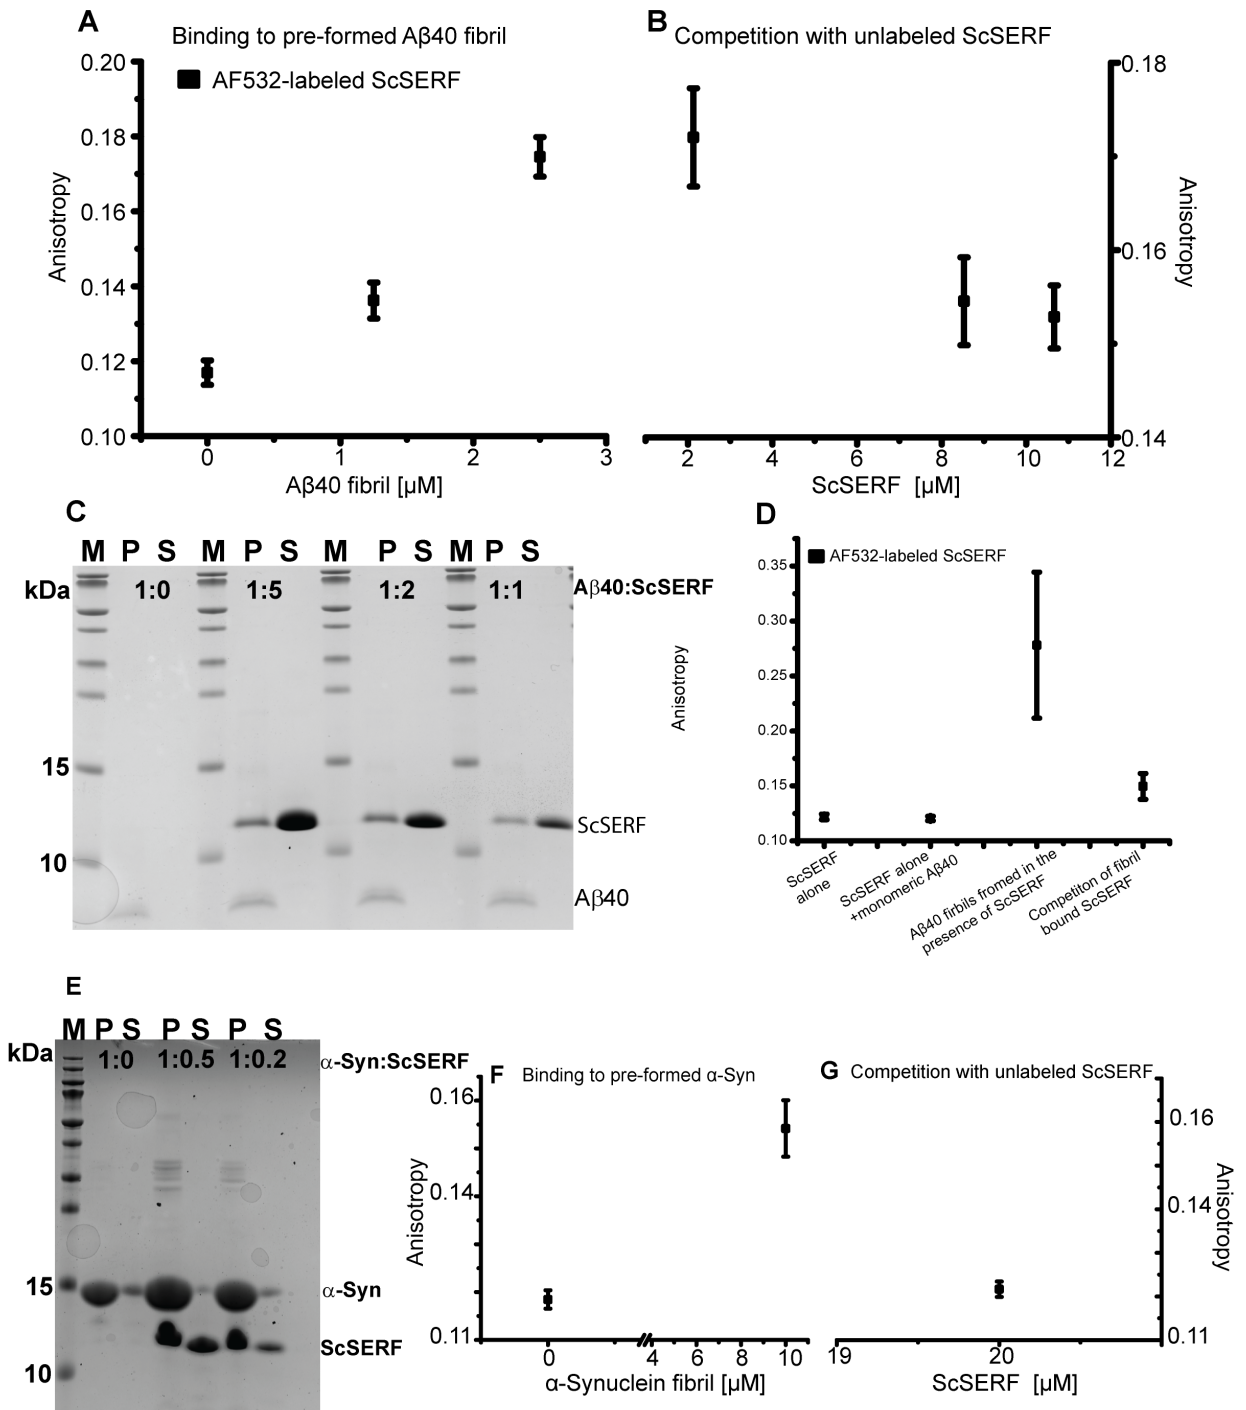 A
Binding to pre-formed Aβ40 fibril
AF532-labeled ScSERF
0.20
0.18
0.16
0.14
0.12
0.10
Anisotropy
0 1 2 3
Aβ40 fibril [µM]
B
Competition with unlabeled ScSERF
0.18
0.16
0.14
Anisotropy
2 4 6 8 10 12
ScSERF [µM]
C
M P S M P S M P S M P S
kDa 1:0 1:5 1:2 1:1 Aβ40:ScSERF
15
10
ScSERF
Aβ40
D
AF532-labeled ScSERF
0.35
0.30
0.25
0.20
0.15
0.10
Anisotropy
ScSERF
alone
ScSERF alone
+monomeric Aβ40
Aβ40 firbils fromed in the
presence of ScSERF
Competiton of fibril
bound ScSERF
E
M P S P S P S
kDa 1:0 1:0.5 1:0.2 α-Syn:ScSERF
15
10
α-Syn
ScSERF
F
Binding to pre-formed α-Syn
0.16
0.14
0.11
Anisotropy
0 4 6 8 10
α-Synuclein fibril [µM]
G
Competition with unlabeled ScSERF
0.16
0.14
0.11
Anisotropy
19 20
ScSERF [µM]